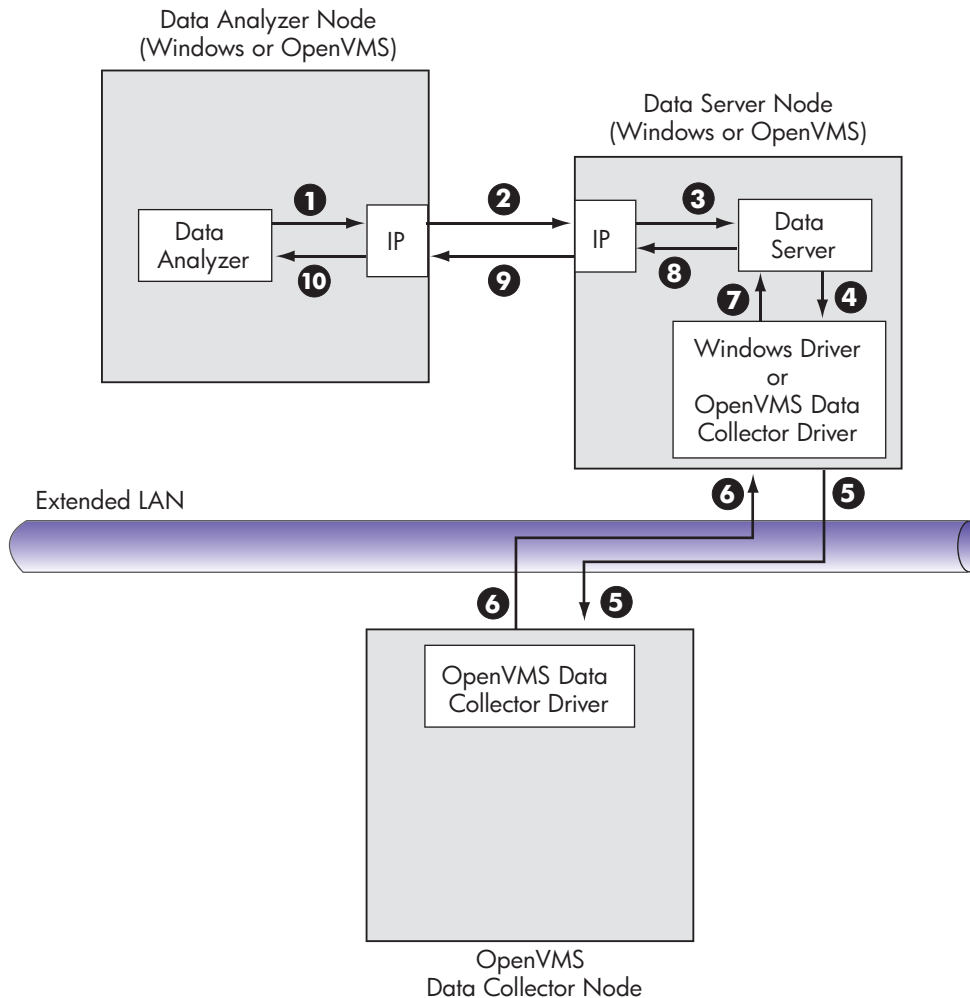 Data Analyzer Node
(Windows or OpenVMS)
Data Server Node
(Windows or OpenVMS)
1
2
3
Data
Analyzer
IP
IP
Data
Server
10
9
8
7
4
Windows Driver
or
OpenVMS Data
Collector Driver
6
5
Extended LAN
6
5
OpenVMS Data
Collector Driver
OpenVMS
Data Collector Node